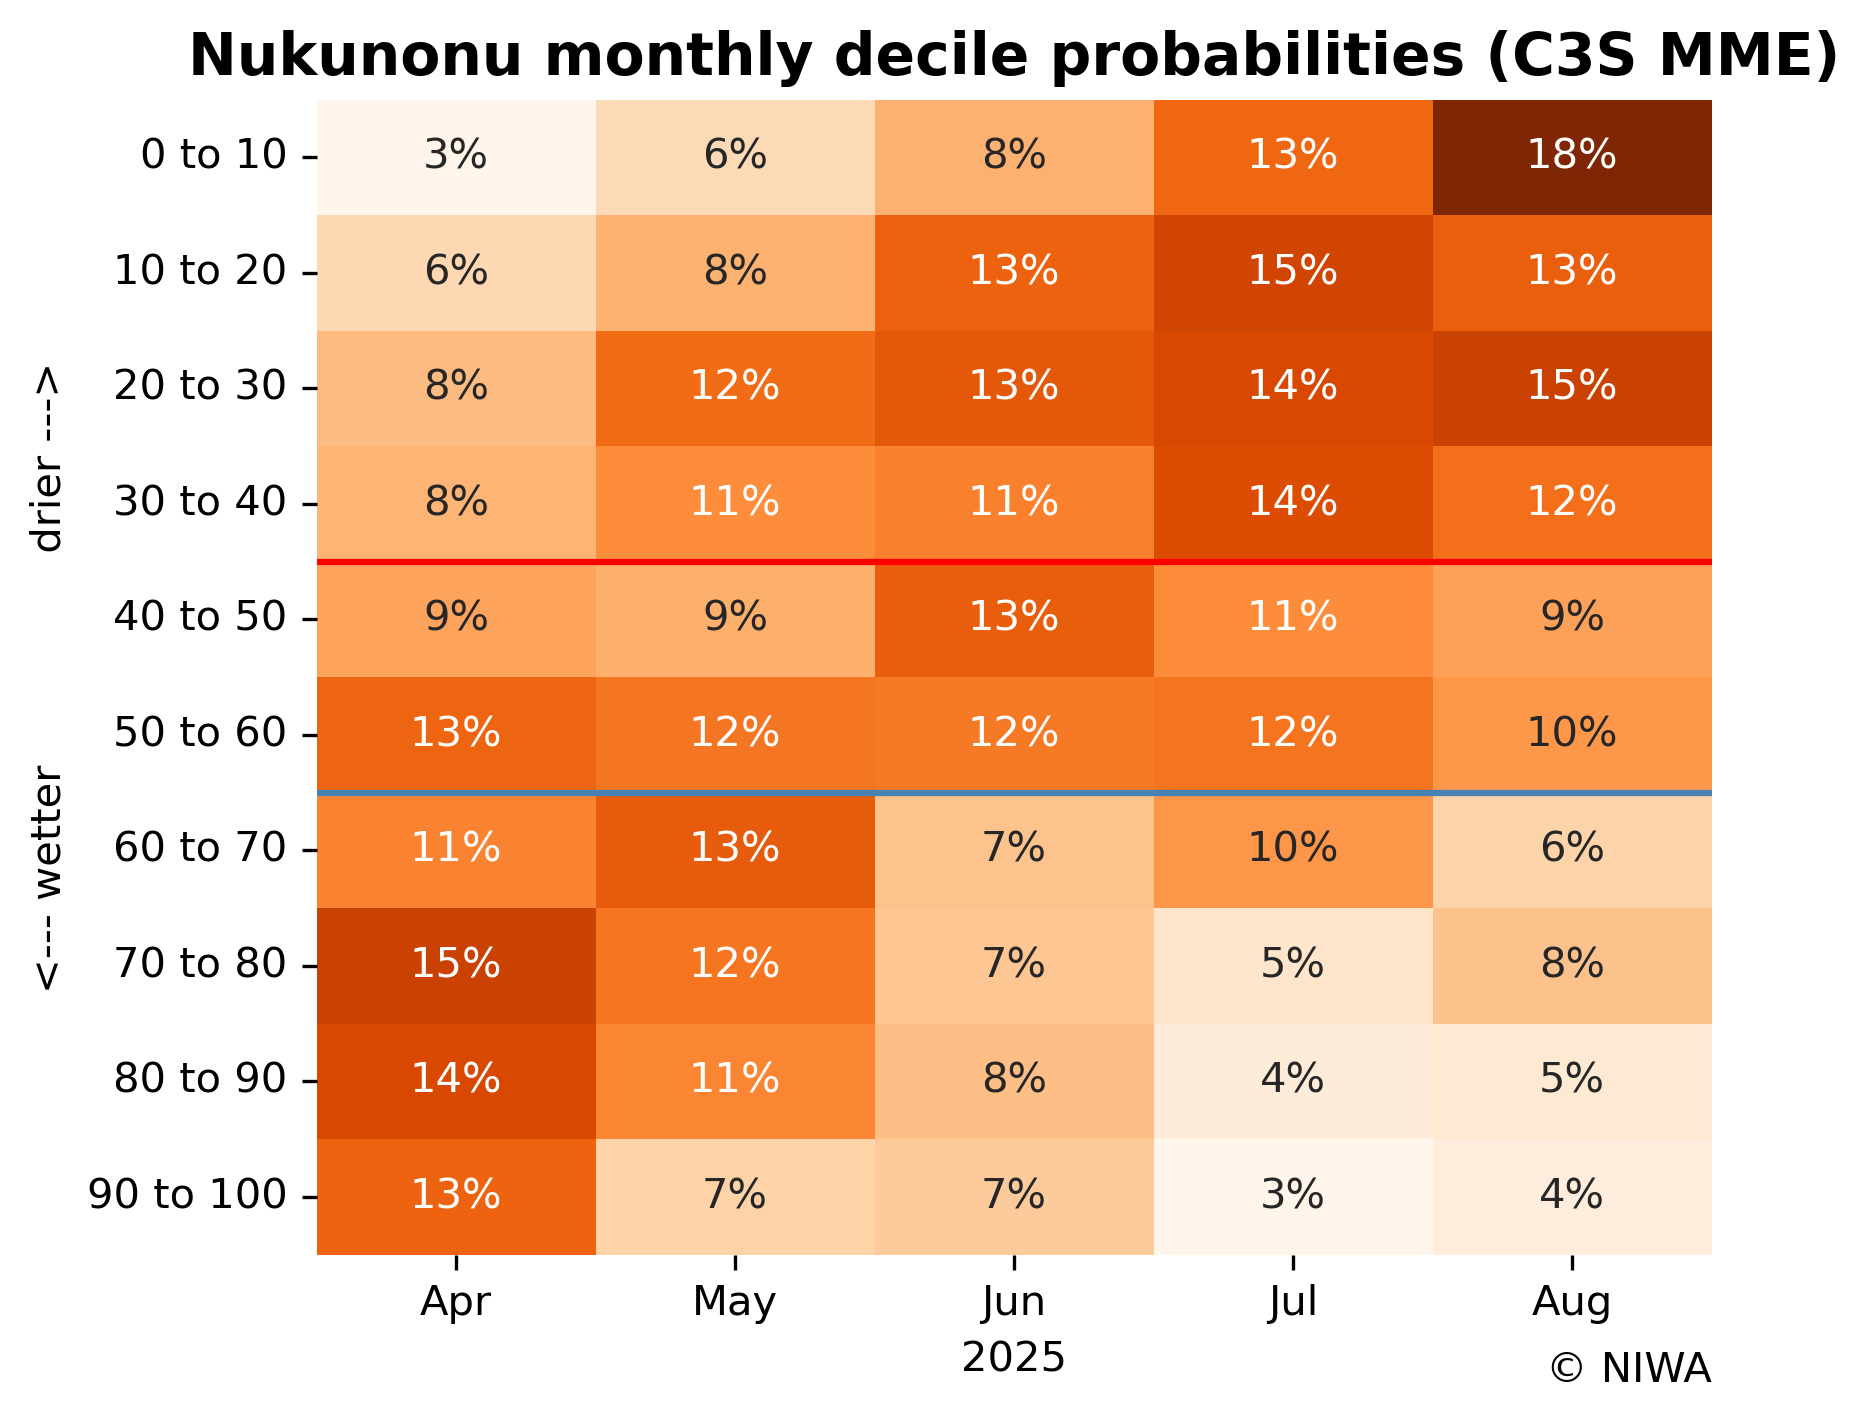 Nukunonu monthly decile probabilities (C3S MME)
drier --->
<--- wetter
0 to 10 3% 6% 8% 13% 18%
10 to 20 6% 8% 13% 15% 13%
20 to 30 8% 12% 13% 14% 15%
30 to 40 8% 11% 11% 14% 12%
40 to 50 9% 9% 13% 11% 9%
50 to 60 13% 12% 12% 12% 10%
60 to 70 11% 13% 7% 10% 6%
70 to 80 15% 12% 7% 5% 8%
80 to 90 14% 11% 8% 4% 5%
90 to 100 13% 7% 7% 3% 4%
Apr May Jun Jul Aug
2025
© NIWA